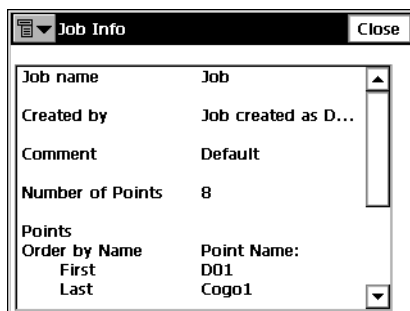 Job Info Close
Job name Job
Created by Job created as D...
Comment Default
Number of Points 8
Points
Order by Name Point Name:
First D01
Last Cogo1